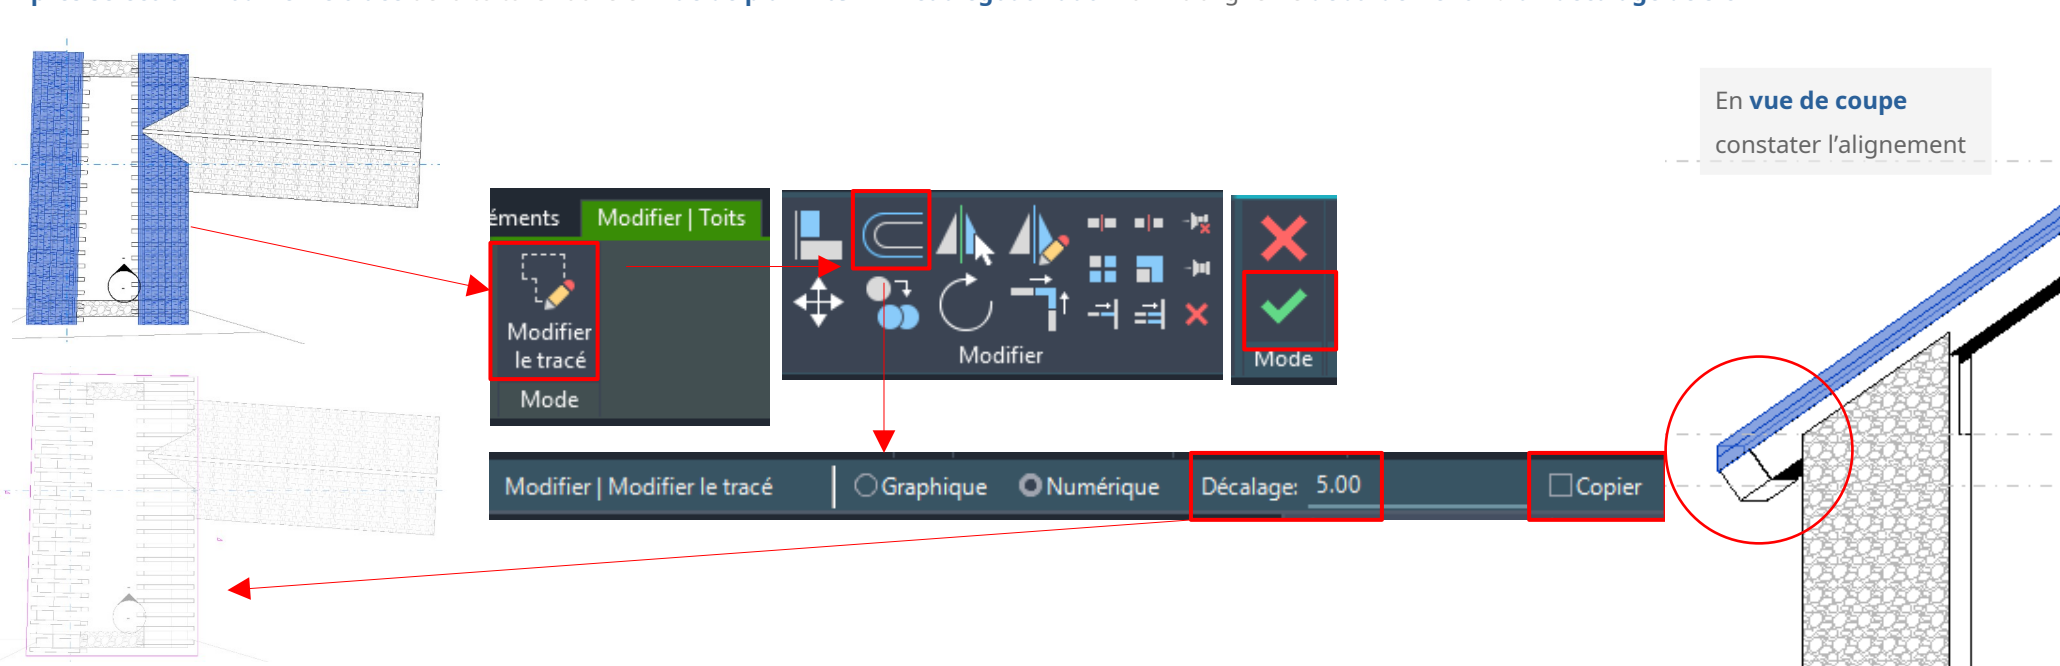 En vue de coupe
constater l’alignement
éments
Modifier | Toits
Modifier
le tracé
Mode
Modifier
Mode
Modifier | Modifier le tracé
Graphique
Numérique
Décalage: 5.00
Copier